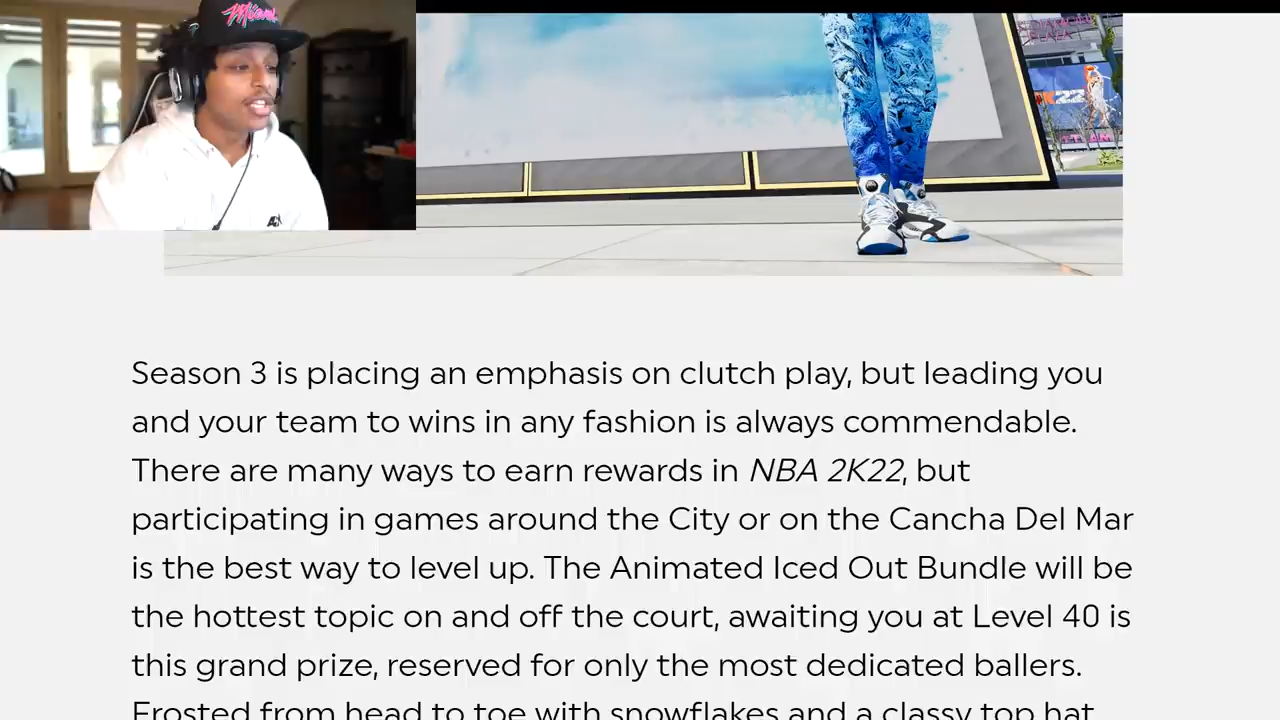 Miami
K22
Season 3 is placing an emphasis on clutch play, but leading you
and your team to wins in any fashion is always commendable.
There are many ways to earn rewards in NBA 2K22, but
participating in games around the City or on the Cancha Del Mar
is the best way to level up. The Animated Iced Out Bundle will be
the hottest topic on and off the court, awaiting you at Level 40 is
this grand prize, reserved for only the most dedicated ballers.
Frosted from head to toe with snowflakes and a classy top hat